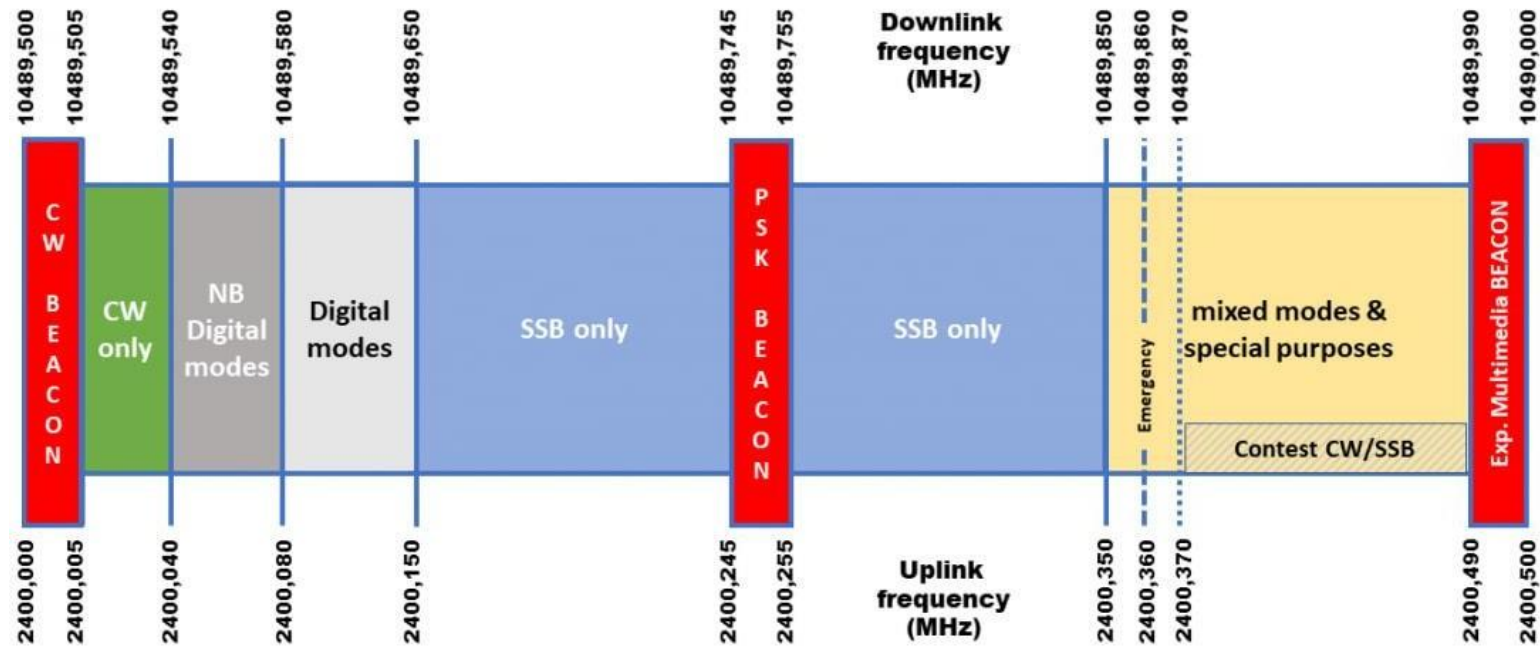 10489,500
10489,505
10489,540
10489,580
10489,650
10489,745
10489,755
Downlink
frequency
(MHz)
10489,850
10489,860
10489,870
10489,990
10490,000
CW BEACON
CW
only
NB
Digital
modes
Digital
modes
SSB only
PSK BEACON
SSB only
Emergency
mixed modes &
special purposes
Contest CW/SSB
Exp. Multimedia BEACON
2400,000
2400,005
2400,040
2400,080
2400,150
2400,245
2400,255
Uplink
frequency
(MHz)
2400,350
2400,360
2400,370
2400,490
2400,500